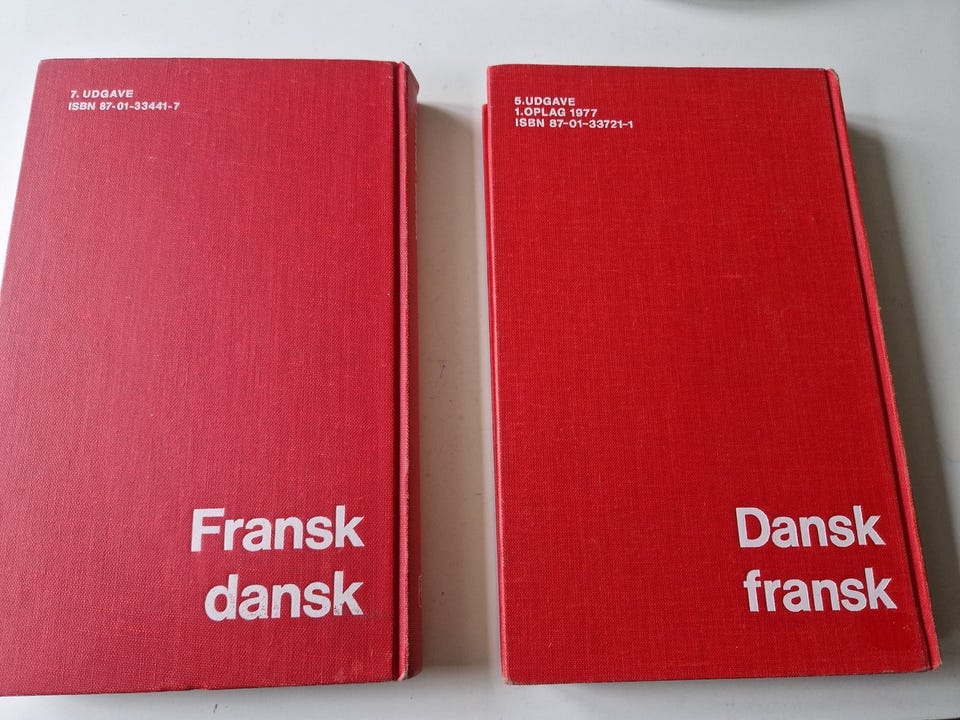 7. UDGAVE
ISBN 87-01-33441-7
Fransk
dansk
5.UDGAVE
1.OPLAG 1977
ISBN 87-01-33721-1
Dansk
fransk